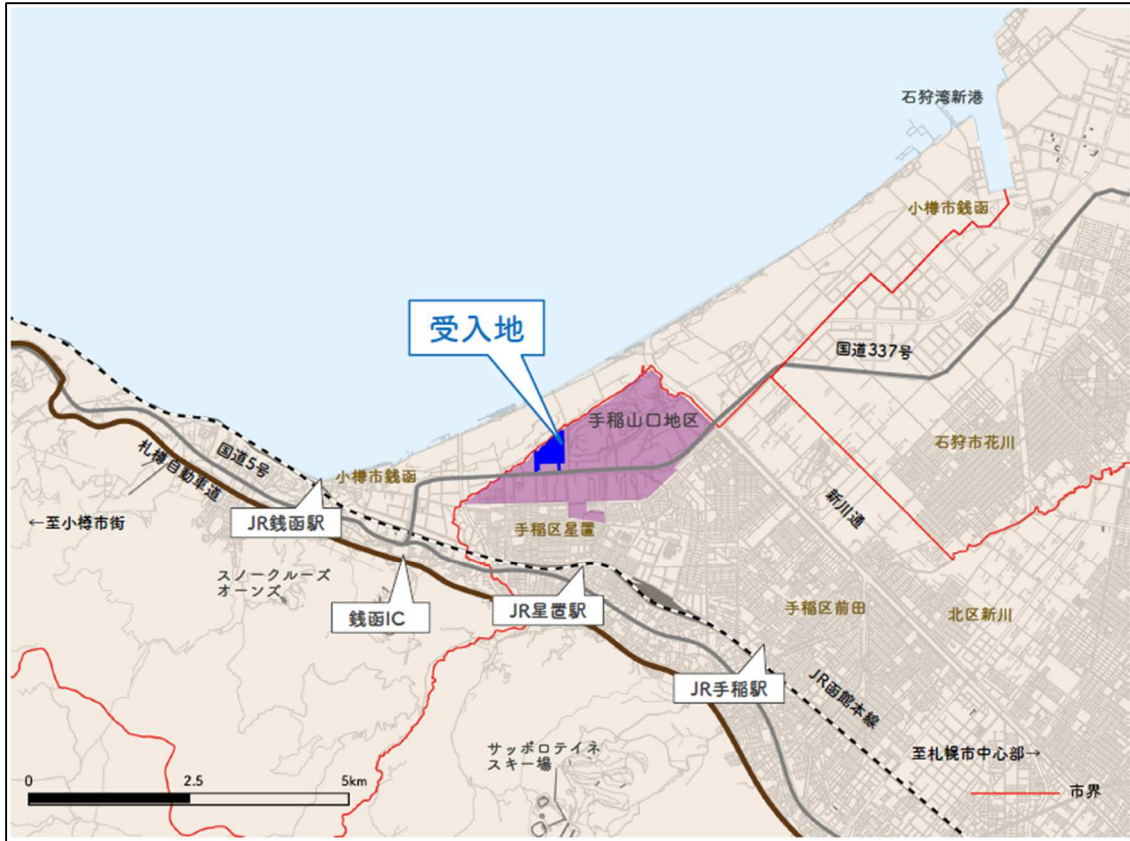 石狩湾新港
小樽市銭函
受入地
国道337号
手稲山口地区
石狩市花川
国道5号
札樽自動車道
小樽市銭函
新川通
←至小樽市街
JR銭函駅
手稲区星置
スノークルーズ
オーンズ
銭函IC
JR星置駅
手稲区前田
北区新川
JR手稲駅
JR函館本線
サッポロテイネ
スキー場
至札幌市中心部→
0 2.5 5km
市界